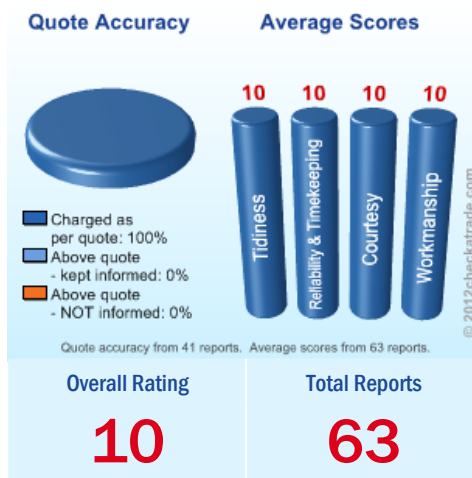 Quote Accuracy
Average Scores
10 10 10 10
Tidiness
Reliability & Timekeeping
Courtesy
Workmanship
Charged as
per quote: 100%
Above quote
- kept informed: 0%
Above quote
- NOT informed: 0%
© 2012checkatrade.com
Quote accuracy from 41 reports. Average scores from 63 reports.
Overall Rating
10
Total Reports
63